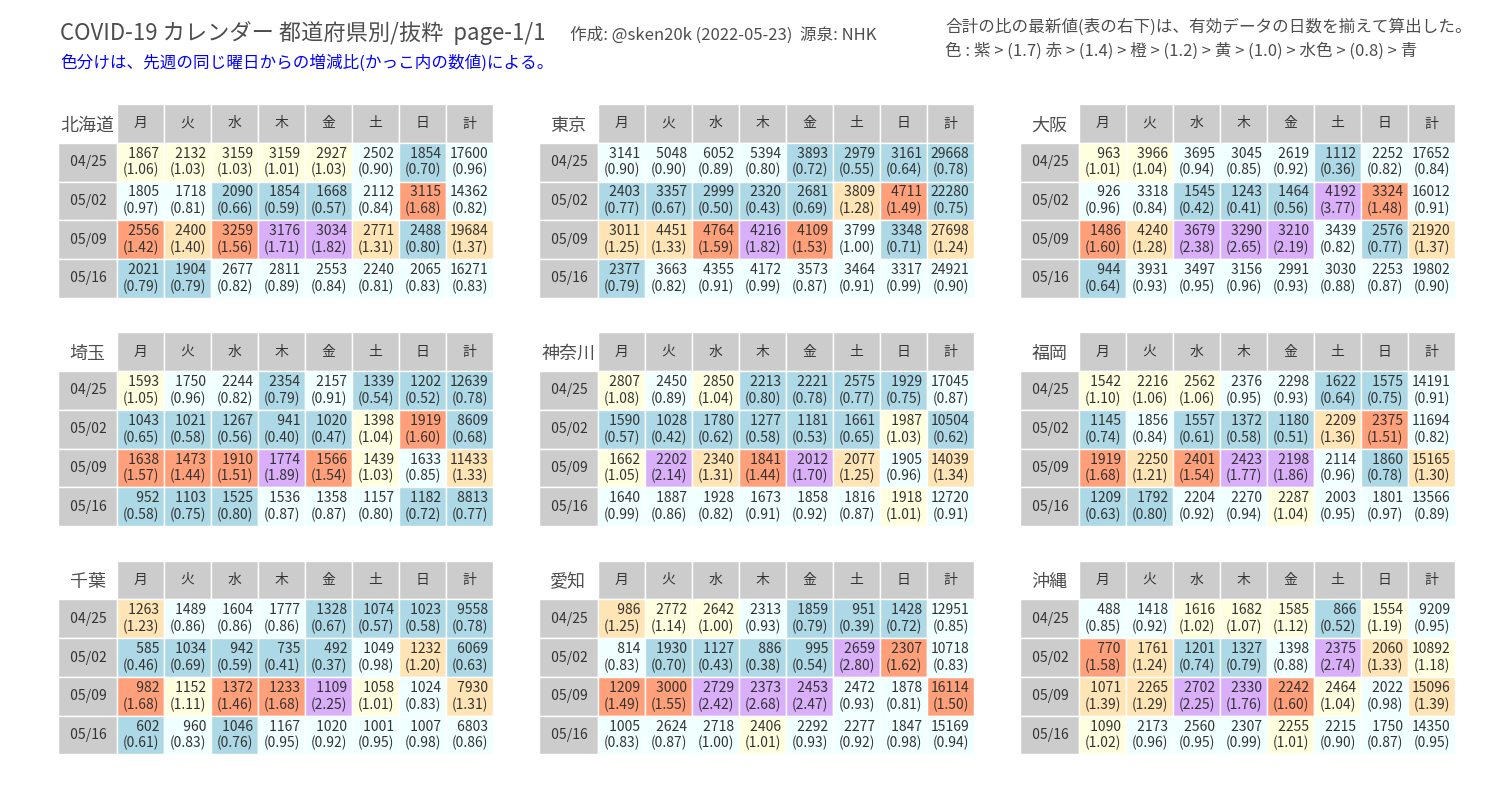 COVID-19 カレンダー 都道府県別/抜粋 page-1/1 作成: @sken20k (2022-05-23) 源泉: NHK
色分けは、先週の同じ曜日からの増減比(かっこ内の数値)による。
合計の比の最新値(表の右下)は、有効データの日数を揃えて算出した。
色 : 紫 > (1.7) 赤 > (1.4) > 橙 > (1.2) > 黄 > (1.0) > 水色 > (0.8) > 青
北海道 月 火 水 木 金 土 日 計
04/25 1867 2132 3159 3159 2927 2502 1854 17600
(1.06) (1.03) (1.03) (1.01) (1.03) (0.90) (0.70) (0.96)
05/02 1805 1718 2090 1854 1668 2112 3115 14362
(0.97) (0.81) (0.66) (0.59) (0.57) (0.84) (1.68) (0.82)
05/09 2556 2400 3259 3176 3034 2771 2488 19684
(1.42) (1.40) (1.56) (1.71) (1.82) (1.31) (0.80) (1.37)
05/16 2021 1904 2677 2811 2553 2240 2065 16271
(0.79) (0.79) (0.82) (0.89) (0.84) (0.81) (0.83) (0.83)
東京 月 火 水 木 金 土 日 計
04/25 3141 5048 6052 5394 3893 2979 3161 29668
(0.90) (0.90) (0.89) (0.80) (0.72) (0.55) (0.64) (0.78)
05/02 2403 3357 2999 2320 2681 3809 4711 22280
(0.77) (0.67) (0.50) (0.43) (0.69) (1.28) (1.49) (0.75)
05/09 3011 4451 4764 4216 4109 3799 3348 27698
(1.25) (1.33) (1.59) (1.82) (1.53) (1.00) (0.71) (1.24)
05/16 2377 3663 4355 4172 3573 3464 3317 24921
(0.79) (0.82) (0.91) (0.99) (0.87) (0.91) (0.99) (0.90)
大阪 月 火 水 木 金 土 日 計
04/25 963 3966 3695 3045 2619 1112 2252 17652
(1.01) (1.04) (0.94) (0.85) (0.92) (0.36) (0.82) (0.84)
05/02 926 3318 1545 1243 1464 4192 3324 16012
(0.96) (0.84) (0.42) (0.41) (0.56) (3.77) (1.48) (0.91)
05/09 1486 4240 3679 3290 3210 3439 2576 21920
(1.60) (1.28) (2.38) (2.65) (2.19) (0.82) (0.77) (1.37)
05/16 944 3931 3497 3156 2991 3030 2253 19802
(0.64) (0.93) (0.95) (0.96) (0.93) (0.88) (0.87) (0.90)
埼玉 月 火 水 木 金 土 日 計
04/25 1593 1750 2244 2354 2157 1339 1202 12639
(1.05) (0.96) (0.82) (0.79) (0.91) (0.54) (0.52) (0.78)
05/02 1043 1021 1267 941 1020 1398 1919 8609
(0.65) (0.58) (0.56) (0.40) (0.47) (1.04) (1.60) (0.68)
05/09 1638 1473 1910 1774 1566 1439 1633 11433
(1.57) (1.44) (1.51) (1.89) (1.54) (1.03) (0.85) (1.33)
05/16 952 1103 1525 1536 1358 1157 1182 8813
(0.58) (0.75) (0.80) (0.87) (0.87) (0.80) (0.72) (0.77)
神奈川 月 火 水 木 金 土 日 計
04/25 2807 2450 2850 2213 2221 2575 1929 17045
(1.08) (0.89) (1.04) (0.80) (0.78) (0.77) (0.75) (0.87)
05/02 1590 1028 1780 1277 1181 1661 1987 10504
(0.57) (0.42) (0.62) (0.58) (0.53) (0.65) (1.03) (0.62)
05/09 1662 2202 2340 1841 2012 2077 1905 14039
(1.05) (2.14) (1.31) (1.44) (1.70) (1.25) (0.96) (1.34)
05/16 1640 1887 1928 1673 1858 1816 1918 12720
(0.99) (0.86) (0.82) (0.91) (0.92) (0.87) (1.01) (0.91)
福岡 月 火 水 木 金 土 日 計
04/25 1542 2216 2562 2376 2298 1622 1575 14191
(1.10) (1.06) (1.06) (0.95) (0.93) (0.64) (0.75) (0.91)
05/02 1145 1856 1557 1372 1180 2209 2375 11694
(0.74) (0.84) (0.61) (0.58) (0.51) (1.36) (1.51) (0.82)
05/09 1919 2250 2401 2423 2198 2114 1860 15165
(1.68) (1.21) (1.54) (1.77) (1.86) (0.96) (0.78) (1.30)
05/16 1209 1792 2204 2270 2287 2003 1801 13566
(0.63) (0.80) (0.92) (0.94) (1.04) (0.95) (0.97) (0.89)
千葉 月 火 水 木 金 土 日 計
04/25 1263 1489 1604 1777 1328 1074 1023 9558
(1.23) (0.86) (0.86) (0.86) (0.67) (0.57) (0.58) (0.78)
05/02 585 1034 942 735 492 1049 1232 6069
(0.46) (0.69) (0.59) (0.41) (0.37) (0.98) (1.20) (0.63)
05/09 982 1152 1372 1233 1109 1058 1024 7930
(1.68) (1.11) (1.46) (1.68) (2.25) (1.01) (0.83) (1.31)
05/16 602 960 1046 1167 1020 1001 1007 6803
(0.61) (0.83) (0.76) (0.95) (0.92) (0.95) (0.98) (0.86)
愛知 月 火 水 木 金 土 日 計
04/25 986 2772 2642 2313 1859 951 1428 12951
(1.25) (1.14) (1.00) (0.93) (0.79) (0.39) (0.72) (0.85)
05/02 814 1930 1127 886 995 2659 2307 10718
(0.83) (0.70) (0.43) (0.38) (0.54) (2.80) (1.62) (0.83)
05/09 1209 3000 2729 2373 2453 2472 1878 16114
(1.49) (1.55) (2.42) (2.68) (2.47) (0.93) (0.81) (1.50)
05/16 1005 2624 2718 2406 2292 2277 1847 15169
(0.83) (0.87) (1.00) (1.01) (0.93) (0.92) (0.98) (0.94)
沖縄 月 火 水 木 金 土 日 計
04/25 488 1418 1616 1682 1585 866 1554 9209
(0.85) (0.92) (1.02) (1.07) (1.12) (0.52) (1.19) (0.95)
05/02 770 1761 1201 1327 1398 2375 2060 10892
(1.58) (1.24) (0.74) (0.79) (0.88) (2.74) (1.33) (1.18)
05/09 1071 2265 2702 2330 2242 2464 2022 15096
(1.39) (1.29) (2.25) (1.76) (1.60) (1.04) (0.98) (1.39)
05/16 1090 2173 2560 2307 2255 2215 1750 14350
(1.02) (0.96) (0.95) (0.99) (1.01) (0.90) (0.87) (0.95)